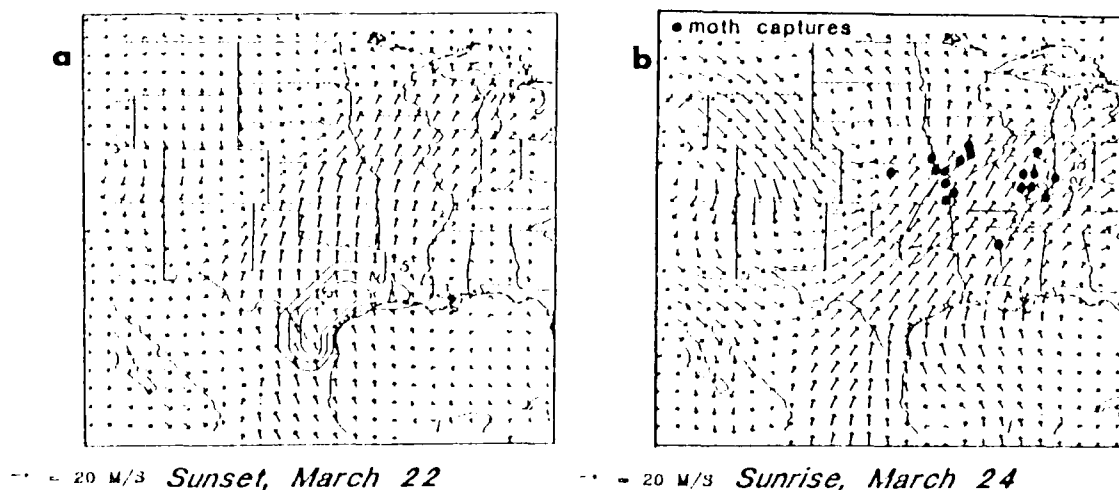 a
b
● moth captures
→ = 20 M/S Sunset, March 22
→ = 20 M/S Sunrise, March 24